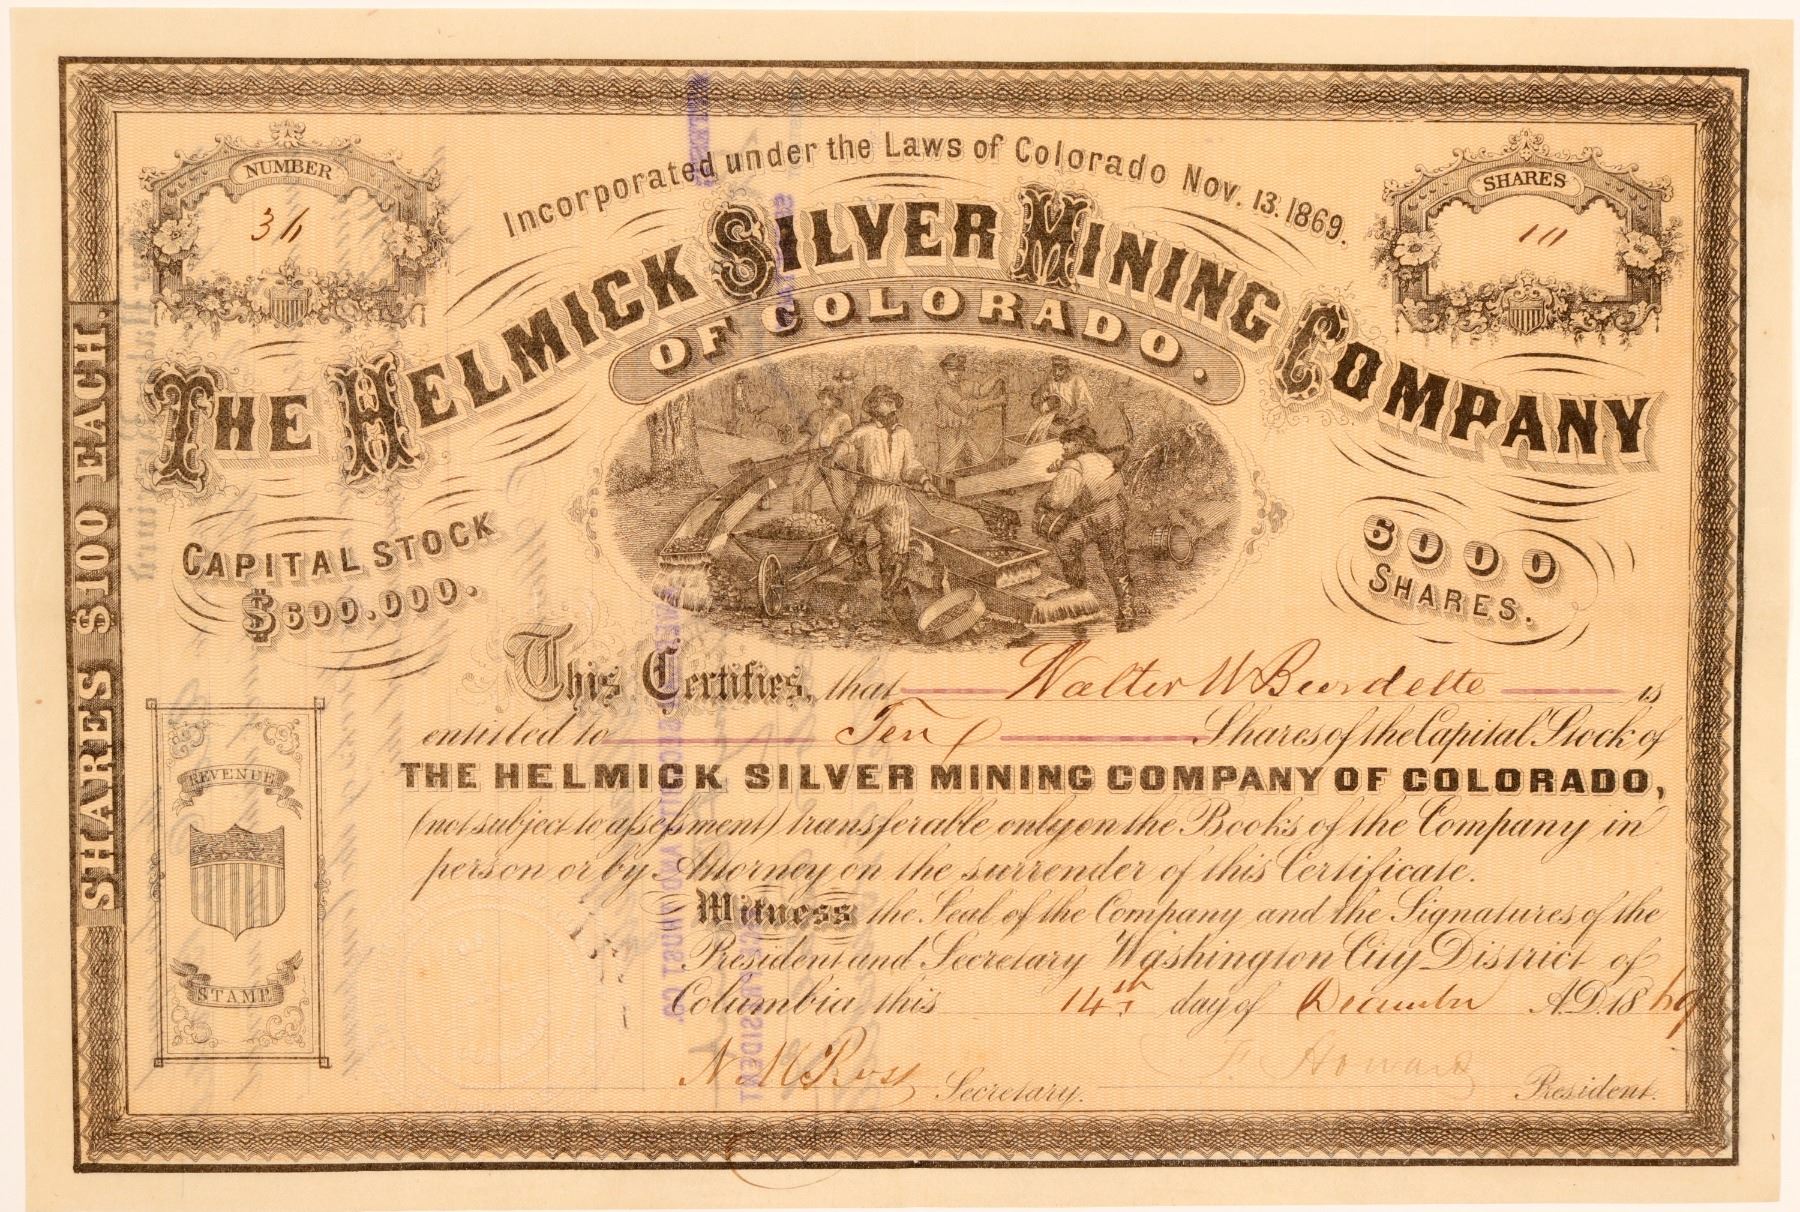 NUMBER
36
SHARES
10
Incorporated under the Laws of Colorado Nov. 13. 1869.
THE HELMICK SILVER MINING COMPANY
OF COLORADO.
SHARES $100 EACH.
CAPITAL STOCK
$600.000.
6000
SHARES.
This Certifies, that Walter W Burdette is
entitled to Ten Shares of the Capital Stock of
THE HELMICK SILVER MINING COMPANY OF COLORADO,
(not subject to assessment) transferable only on the Books of the Company in
person or by Attorney on the surrender of this Certificate.
Witness the Seal of the Company and the Signatures of the
President and Secretary Washington City District of
Columbia this 14th day of December A.D. 1869
REVENUE
STAMP
N M Ross Secretary. F. Howard President.